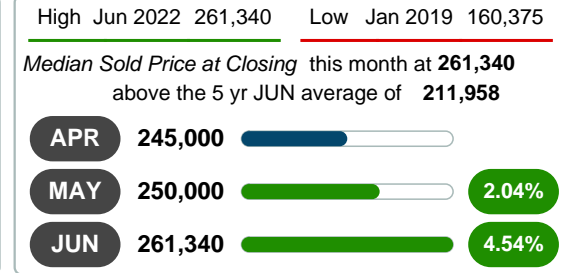 High Jun 2022 261,340 Low Jan 2019 160,375
Median Sold Price at Closing this month at 261,340
above the 5 yr JUN average of 211,958
APR 245,000
MAY 250,000 2.04%
JUN 261,340 4.54%